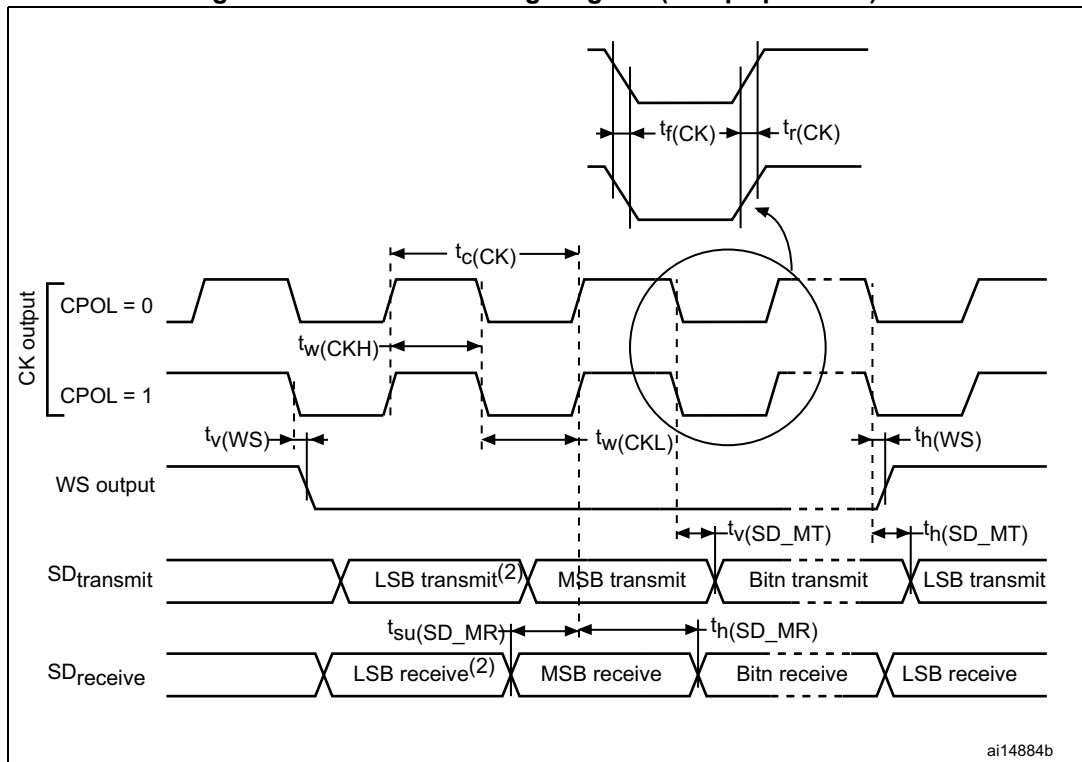 tf(CK)
tr(CK)
tc(CK)
CK output
CPOL = 0
tw(CKH)
CPOL = 1
tv(WS)
tw(CKL)
th(WS)
WS output
tv(SD_MT)
th(SD_MT)
SDtransmit
LSB transmit(2)
MSB transmit
Bitn transmit
LSB transmit
tsu(SD_MR)
th(SD_MR)
SDreceive
LSB receive(2)
MSB receive
Bitn receive
LSB receive
ai14884b